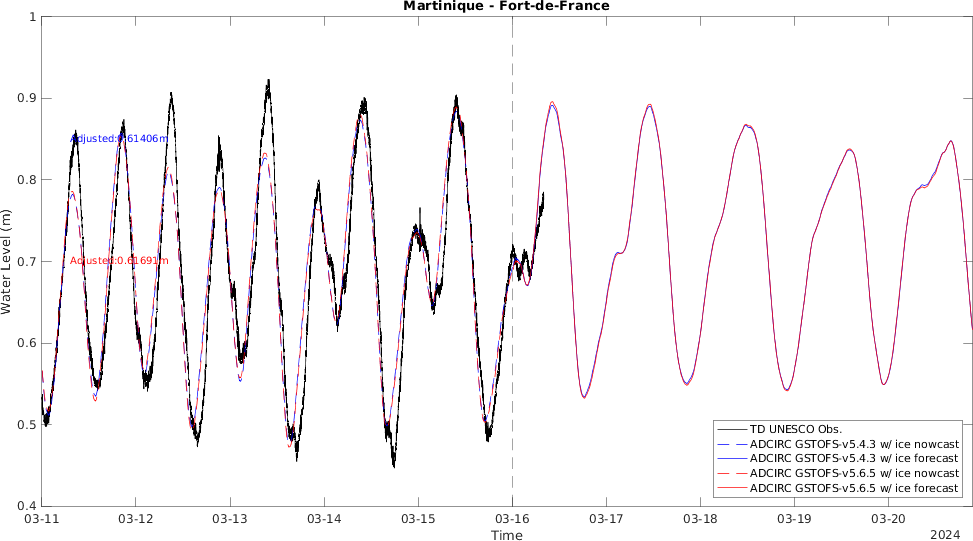 Martinique - Fort-de-France
1
0.9
0.8
0.7
0.6
0.5
0.4
Water Level (m)
Adjusted:0.61406m
Adjusted:0.61691m
TD UNESCO Obs.
ADCIRC GSTOFS-v5.4.3 w/ ice nowcast
ADCIRC GSTOFS-v5.4.3 w/ ice forecast
ADCIRC GSTOFS-v5.6.5 w/ ice nowcast
ADCIRC GSTOFS-v5.6.5 w/ ice forecast
03-11 03-12 03-13 03-14 03-15 03-16 03-17 03-18 03-19 03-20
Time
2024